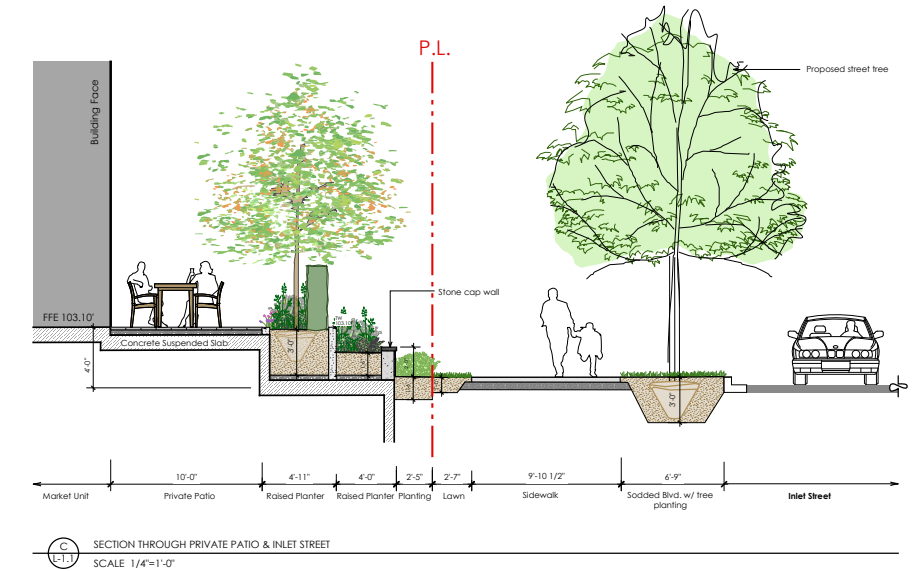 P.L.
Proposed street tree
Building Face
Stone cap wall
FFE 103.10'
TW
103.10'
Concrete Suspended Slab
4'-0"
3'-0"
3'-0"
10'-0"
4'-11"
4'-0"
2'-5"
2'-7"
9'-10 1/2"
6'-9"
Market Unit
Private Patio
Raised Planter
Raised Planter
Planting
Lawn
Sidewalk
Sodded Blvd. w/ tree
planting
Inlet Street
C
L-1.1
SECTION THROUGH PRIVATE PATIO & INLET STREET
SCALE 1/4"=1'-0"